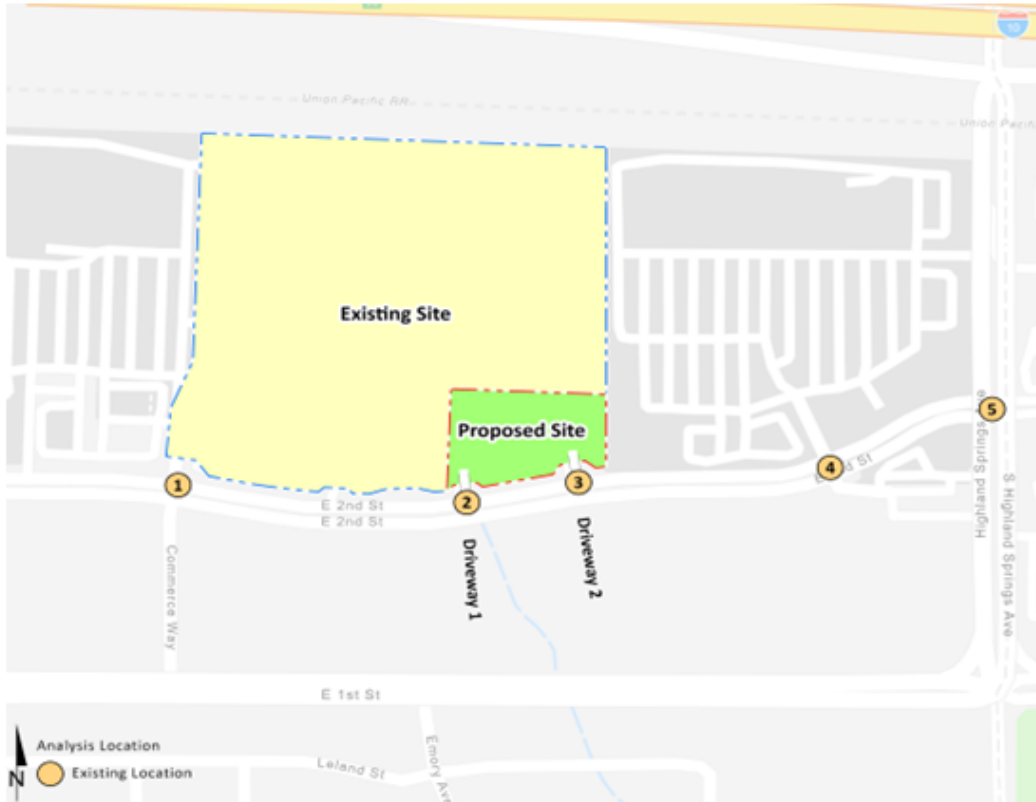 10
Union Pacific RR
Union Pacifi
Existing Site
Proposed Site
1
2
3
4
5
E 2nd St
E 2nd St
Highland Springs
S Highland Springs Ave
Commerce Way
Driveway 1
Driveway 2
E 1st St
Emory Ave
Leland St
Analysis Location
Existing Location
N